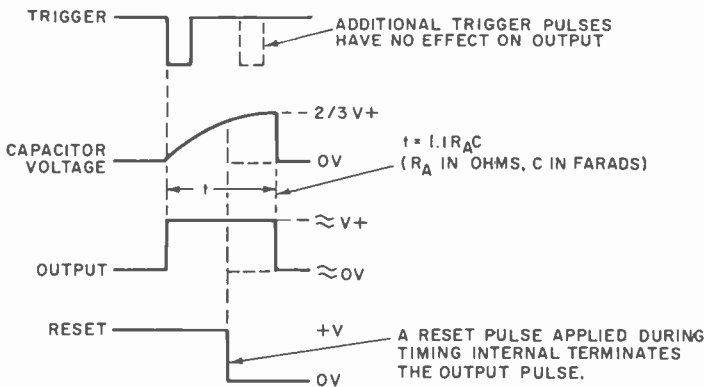 TRIGGER
ADDITIONAL TRIGGER PULSES
HAVE NO EFFECT ON OUTPUT
2/3 V+
CAPACITOR
VOLTAGE
0V
t = 1.1RAC
(RA IN OHMS, C IN FARADS)
t
≈ V+
OUTPUT
≈ 0V
RESET
+V
0V
A RESET PULSE APPLIED DURING
TIMING INTERNAL TERMINATES
THE OUTPUT PULSE.